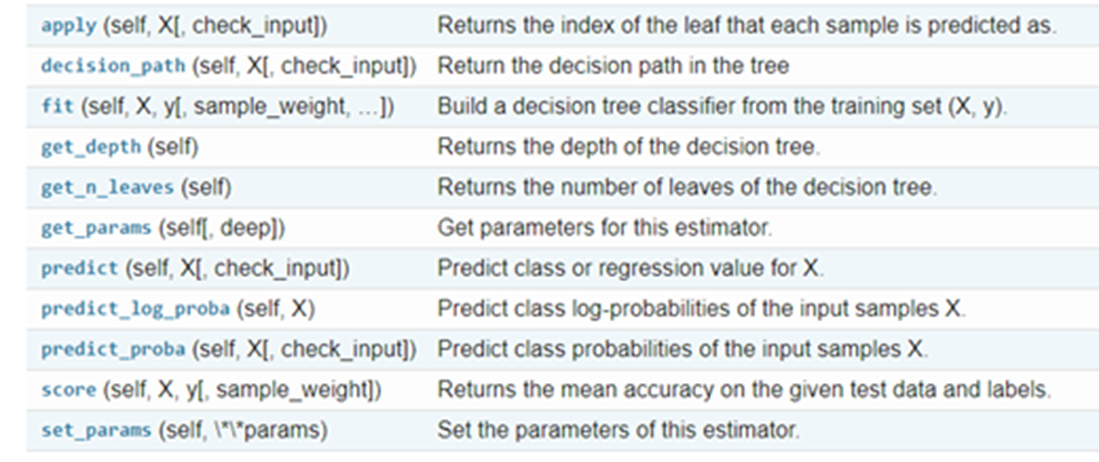 apply (self, X[, check_input]) Returns the index of the leaf that each sample is predicted as.
decision_path (self, X[, check_input]) Return the decision path in the tree
fit (self, X, y[, sample_weight, ...]) Build a decision tree classifier from the training set (X, y).
get_depth (self) Returns the depth of the decision tree.
get_n_leaves (self) Returns the number of leaves of the decision tree.
get_params (self[, deep]) Get parameters for this estimator.
predict (self, X[, check_input]) Predict class or regression value for X.
predict_log_proba (self, X) Predict class log-probabilities of the input samples X.
predict_proba (self, X[, check_input]) Predict class probabilities of the input samples X.
score (self, X, y[, sample_weight]) Returns the mean accuracy on the given test data and labels.
set_params (self, \*\*params) Set the parameters of this estimator.